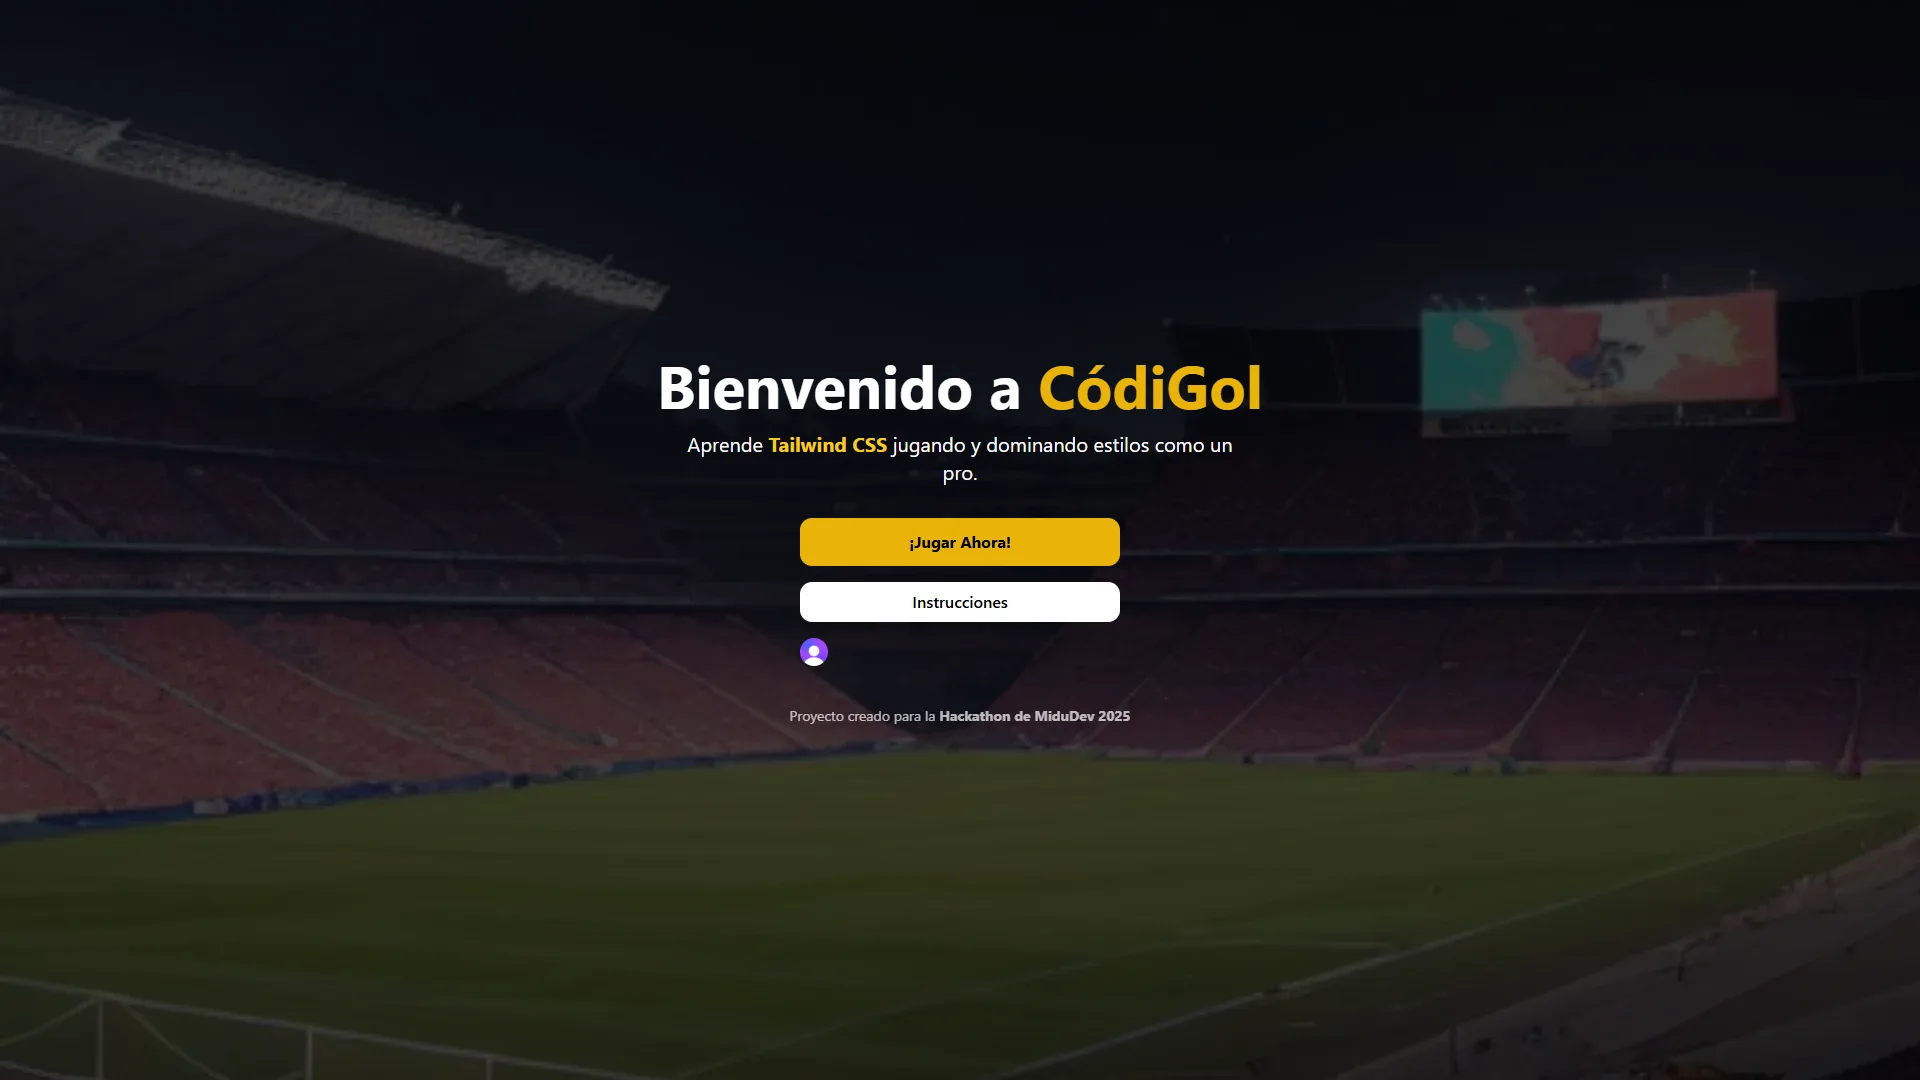 Bienvenido a CódiGol
Aprende Tailwind CSS jugando y dominando estilos como un
pro.
¡Jugar Ahora!
Instrucciones
Proyecto creado para la Hackathon de MiduDev 2025